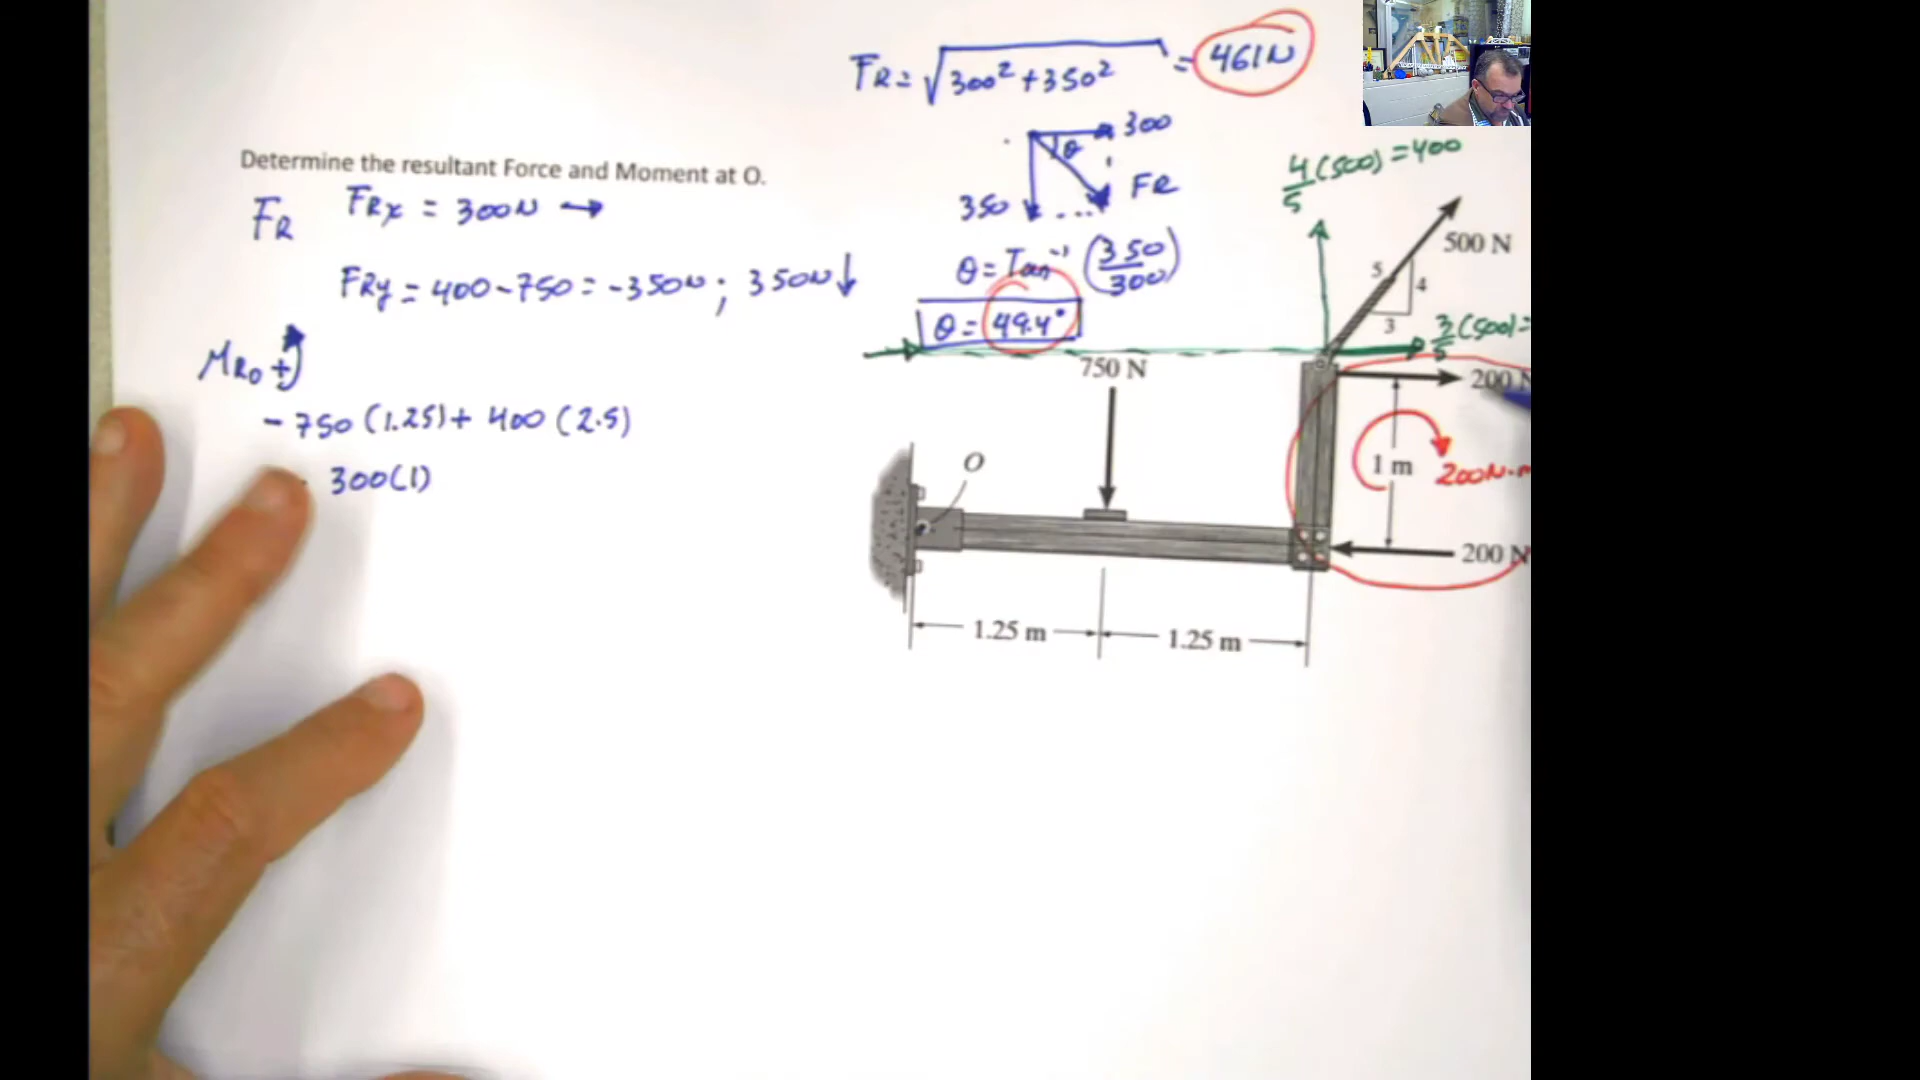 FR = √300² + 350² = 461N
300
θ
FR
350
θ = Tan⁻¹ (350/300)
θ = 49.4°
Determine the resultant Force and Moment at O.
FR FRx = 300N →
FRy = 400 - 750 = -350N ; 350N ↓
MRO +
- 750 (1.25) + 400 (2.5)
300(1)
4/5 (500) = 400
500 N
5
4
3
3/5 (500) =
750 N
200 N
O
1 m
200N·m
200 N
1.25 m
1.25 m